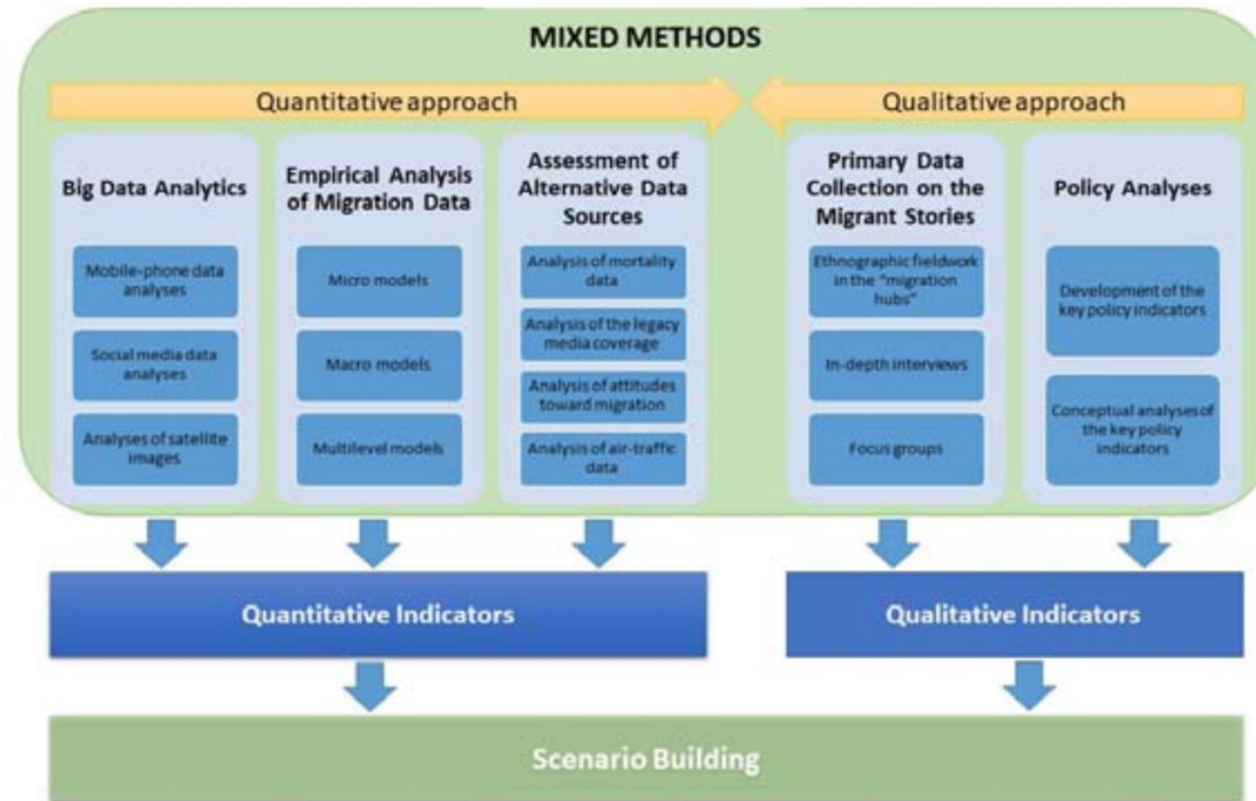 MIXED METHODS
Quantitative approach
Qualitative approach
Big Data Analytics
Mobile-phone data
analyses
Social media data
analyses
Analyses of satellite
images
Empirical Analysis
of Migration Data
Micro models
Macro models
Multilevel models
Assessment of
Alternative Data
Sources
Analysis of mortality
data
Analysis of the legacy
media coverage
Analysis of attitudes
toward migration
Analysis of air-traffic
data
Primary Data
Collection on the
Migrant Stories
Ethnographic fieldwork
in the “migration
hubs”
In-depth interviews
Focus groups
Policy Analyses
Development of the
key policy indicators
Conceptual analyses of
the key policy
indicators
Quantitative Indicators
Qualitative Indicators
Scenario Building